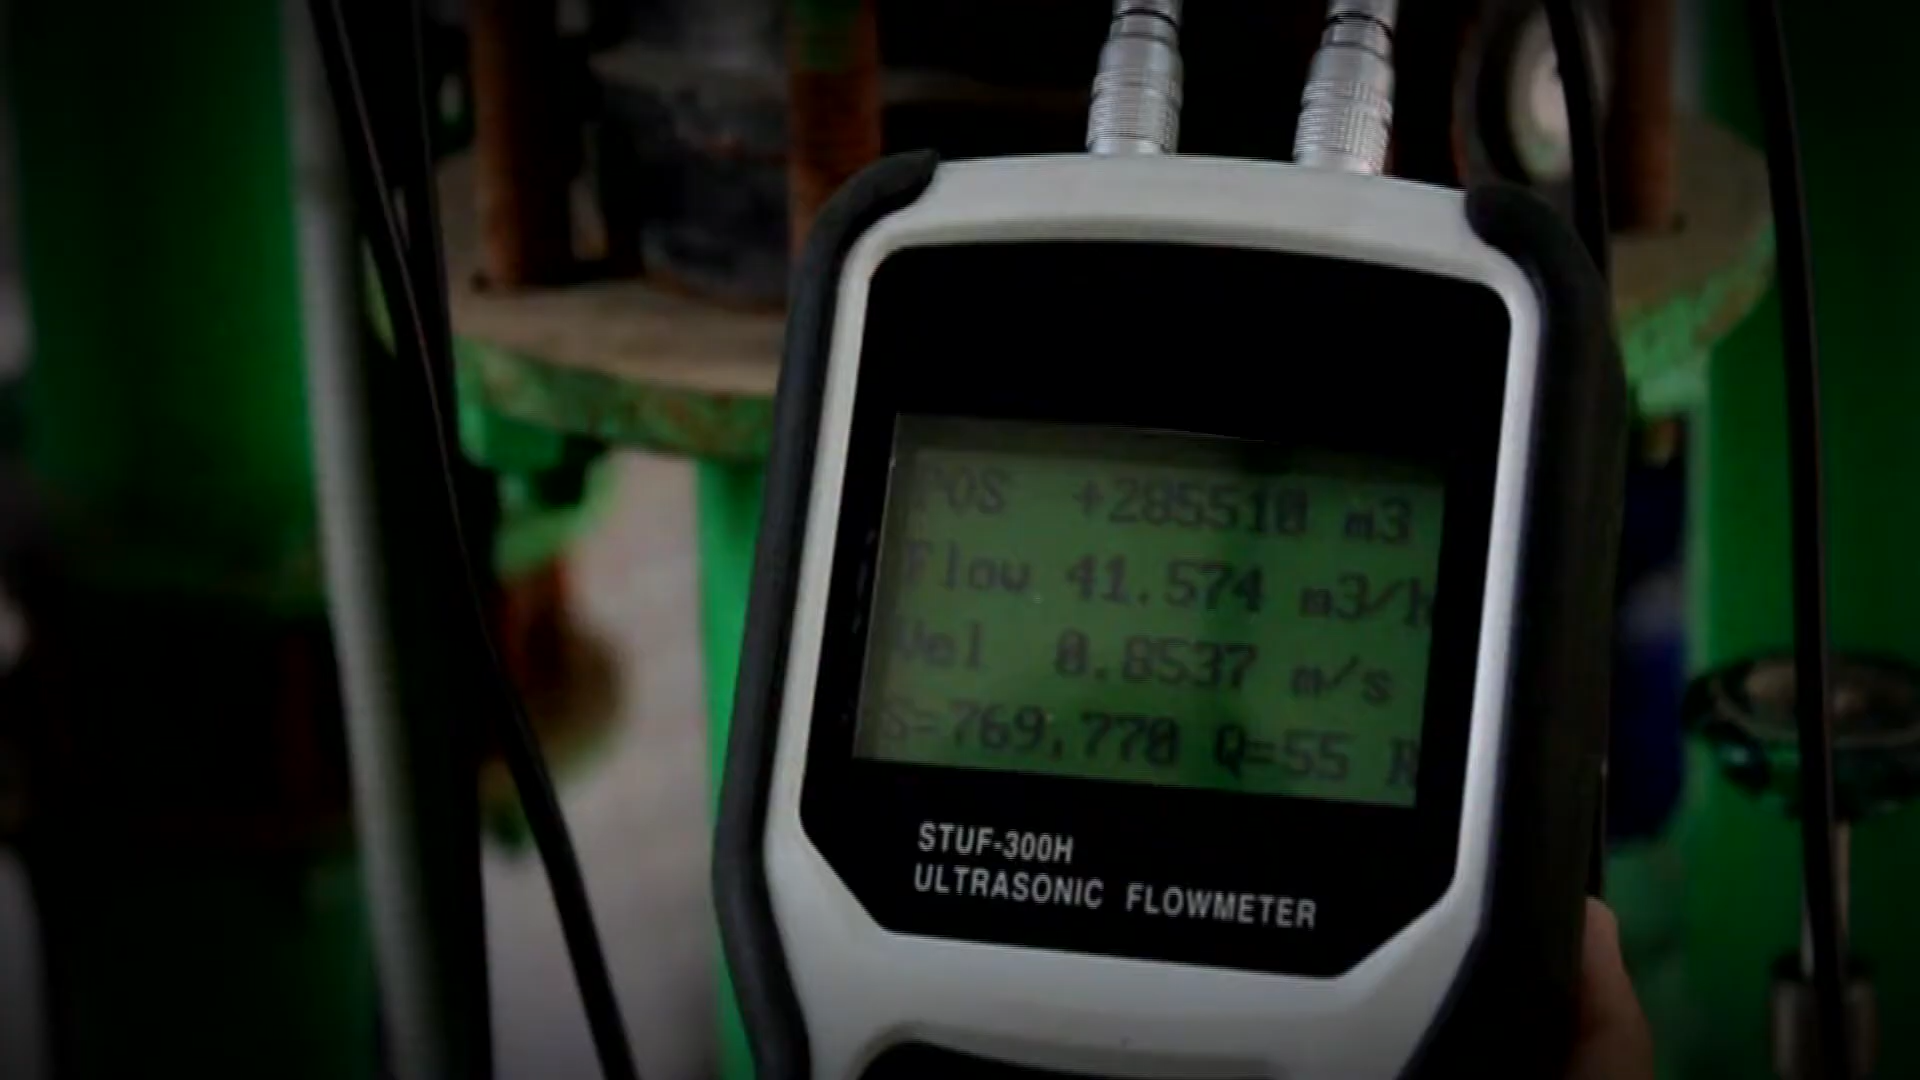 POS +285510 m3
Flow 41.574 m3/h
Vel 0.8537 m/s
S=769,770 Q=55 R
STUF-300H
ULTRASONIC FLOWMETER